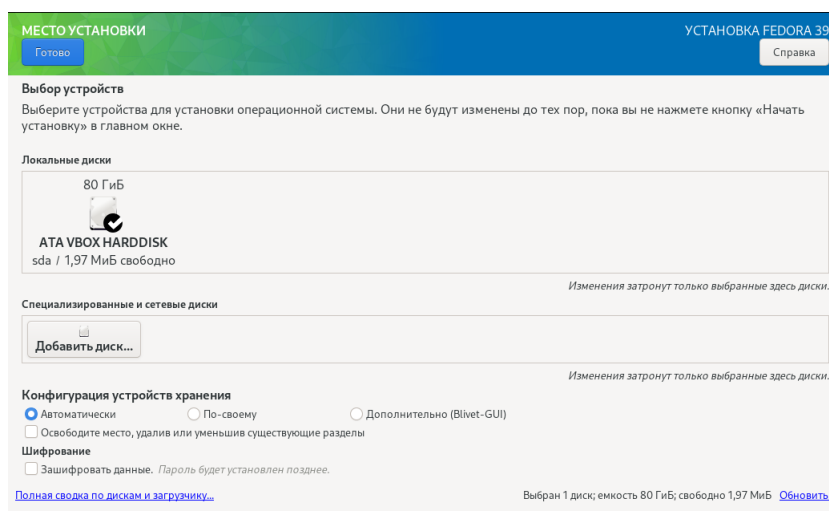 МЕСТО УСТАНОВКИ
УСТАНОВКА FEDORA 39
Готово
Справка
Выбор устройств
Выберите устройства для установки операционной системы. Они не будут изменены до тех пор, пока вы не нажмете кнопку «Начать
установку» в главном окне.
Локальные диски
80 ГиБ
ATA VBOX HARDDISK
sda / 1,97 МиБ свободно
Изменения затронут только выбранные здесь диски.
Специализированные и сетевые диски
Добавить диск...
Изменения затронут только выбранные здесь диски.
Конфигурация устройств хранения
Автоматически По-своему Дополнительно (Blivet-GUI)
Освободите место, удалив или уменьшив существующие разделы
Шифрование
Зашифровать данные. Пароль будет установлен позднее.
Полная сводка по дискам и загрузчику... Выбран 1 диск; емкость 80 ГиБ; свободно 1,97 МиБ Обновить